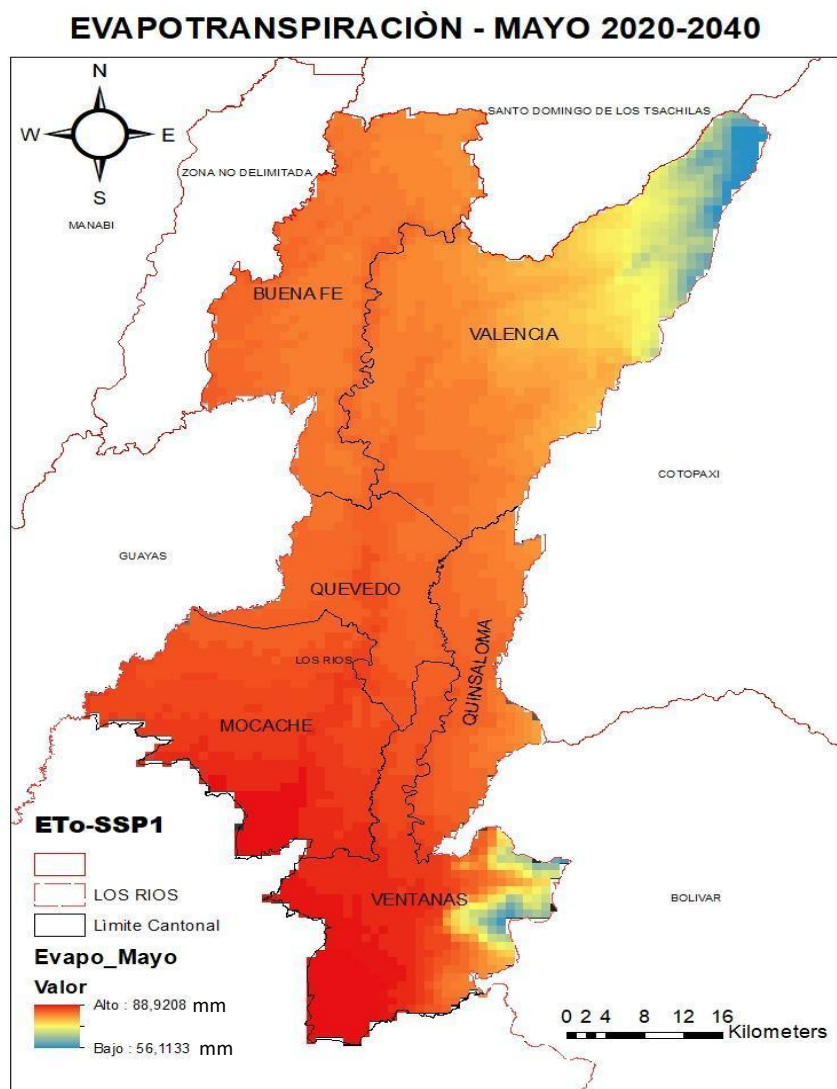 EVAPOTRANSPIRACIÒN - MAYO 2020-2040
N
W
E
S
SANTO DOMINGO DE LOS TSACHILAS
ZONA NO DELIMITADA
MANABI
BUENA FE
VALENCIA
COTOPAXI
GUAYAS
QUEVEDO
LOS RIOS
QUINSALOMA
MOCACHE
VENTANAS
BOLIVAR
ETo-SSP1
LOS RIOS
Lìmite Cantonal
Evapo_Mayo
Valor
Alto : 88,9208 mm
Bajo : 56,1133 mm
0 2 4 8 12 16
Kilometers